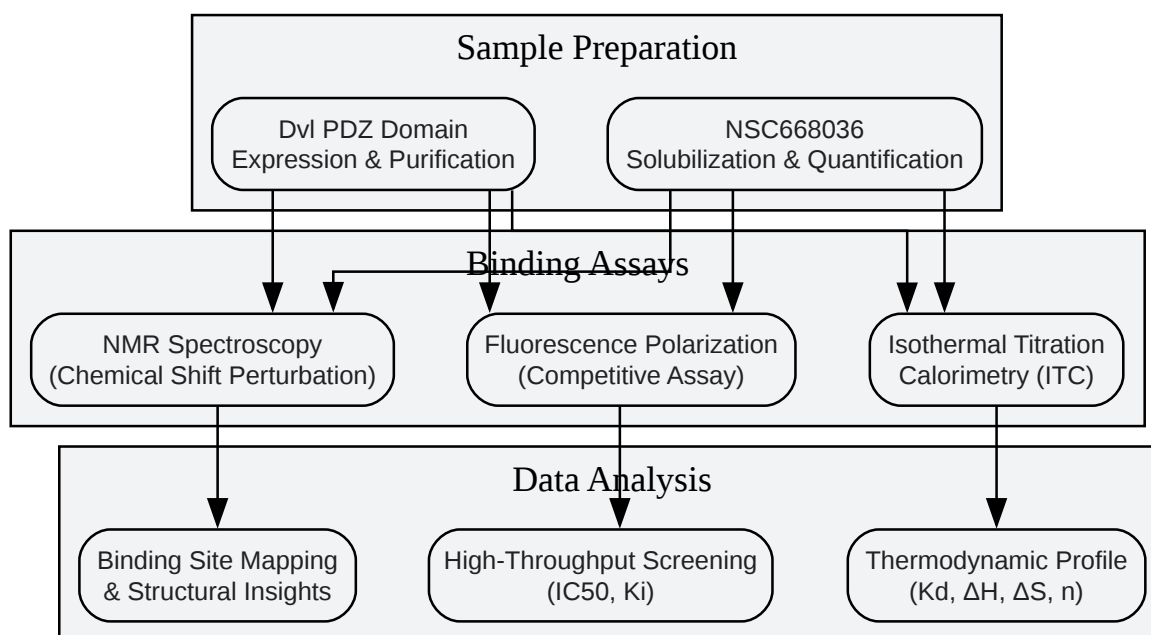 Sample Preparation
Dvl PDZ Domain
Expression & Purification
NSC668036
Solubilization & Quantification
Binding Assays
NMR Spectroscopy
(Chemical Shift Perturbation)
Fluorescence Polarization
(Competitive Assay)
Isothermal Titration
Calorimetry (ITC)
Data Analysis
Binding Site Mapping
& Structural Insights
High-Throughput Screening
(IC50, Ki)
Thermodynamic Profile
(Kd, ΔH, ΔS, n)